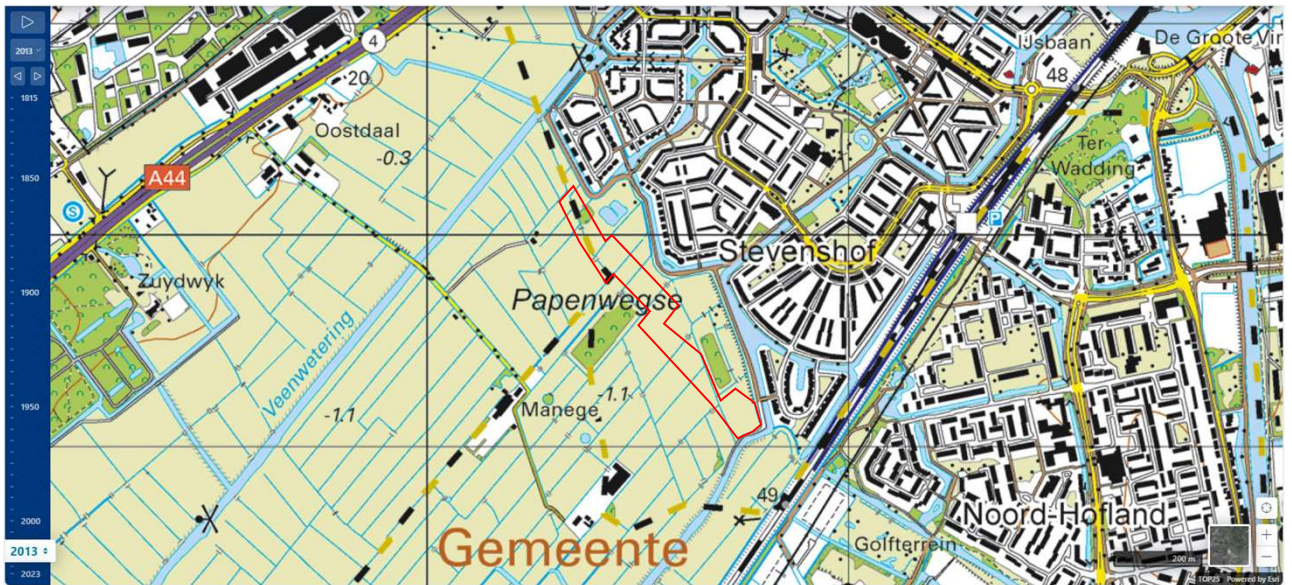 2013
1815
1850
1900
1950
2000
2013
2023
4
20
Oostdaal
-0.3
A44
S
Zuydwyk
Veenwetering
-1.1
Papenwegse
Manege
-1.1
Gemeente
IJsbaan
De Groote Vin
48
Ter
Wadding
P
Stevenshof
49
Noord-Hofland
Golfterrein
200 m
TOP25 Powered by Esri